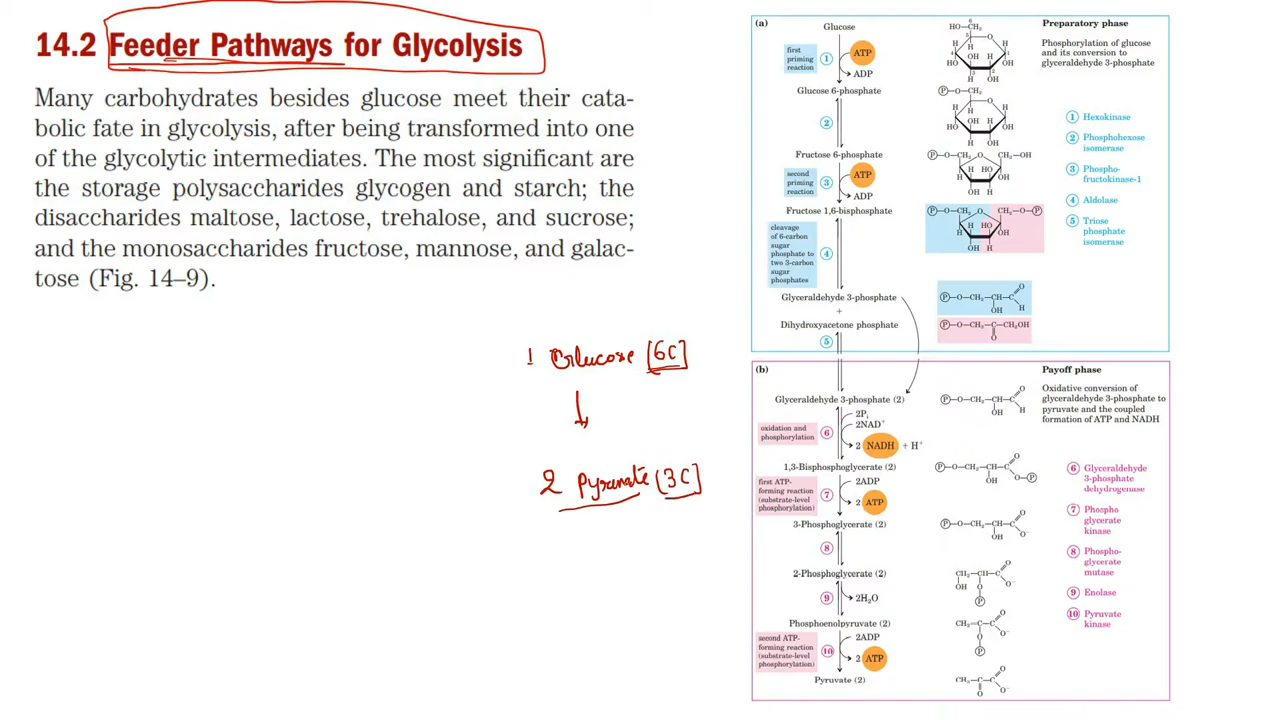 14.2 Feeder Pathways for Glycolysis
Many carbohydrates besides glucose meet their cata-
bolic fate in glycolysis, after being transformed into one
of the glycolytic intermediates. The most significant are
the storage polysaccharides glycogen and starch; the
disaccharides maltose, lactose, trehalose, and sucrose;
and the monosaccharides fructose, mannose, and galac-
tose (Fig. 14–9).
1 Glucose [6C]
2 Pyruvate [3C]
(a)
Glucose
first
priming
reaction
1
ATP
ADP
Glucose 6-phosphate
2
Fructose 6-phosphate
second
priming
reaction
3
ATP
ADP
Fructose 1,6-bisphosphate
cleavage
of 6-carbon
sugar
phosphate to
two 3-carbon
sugar
phosphates
4
Glyceraldehyde 3-phosphate
+
Dihydroxyacetone phosphate
5
Preparatory phase
Phosphorylation of glucose
and its conversion to
glyceraldehyde 3-phosphate
1 Hexokinase
2 Phosphohexose
isomerase
3 Phospho-
fructokinase-1
4 Aldolase
5 Triose
phosphate
isomerase
(b)
Glyceraldehyde 3-phosphate (2)
oxidation and
phosphorylation
6
2Pi
2NAD+
2 NADH + H+
1,3-Bisphosphoglycerate (2)
first ATP-
forming reaction
(substrate-level
phosphorylation)
7
2ADP
2 ATP
3-Phosphoglycerate (2)
8
2-Phosphoglycerate (2)
9
2H2O
Phosphoenolpyruvate (2)
second ATP-
forming reaction
(substrate-level
phosphorylation)
10
2ADP
2 ATP
Pyruvate (2)
Payoff phase
Oxidative conversion of
glyceraldehyde 3-phosphate to
pyruvate and the coupled
formation of ATP and NADH
6 Glyceraldehyde
3-phosphate
dehydrogenase
7 Phospho
glycerate
kinase
8 Phospho-
glycerate
mutase
9 Enolase
10 Pyruvate
kinase